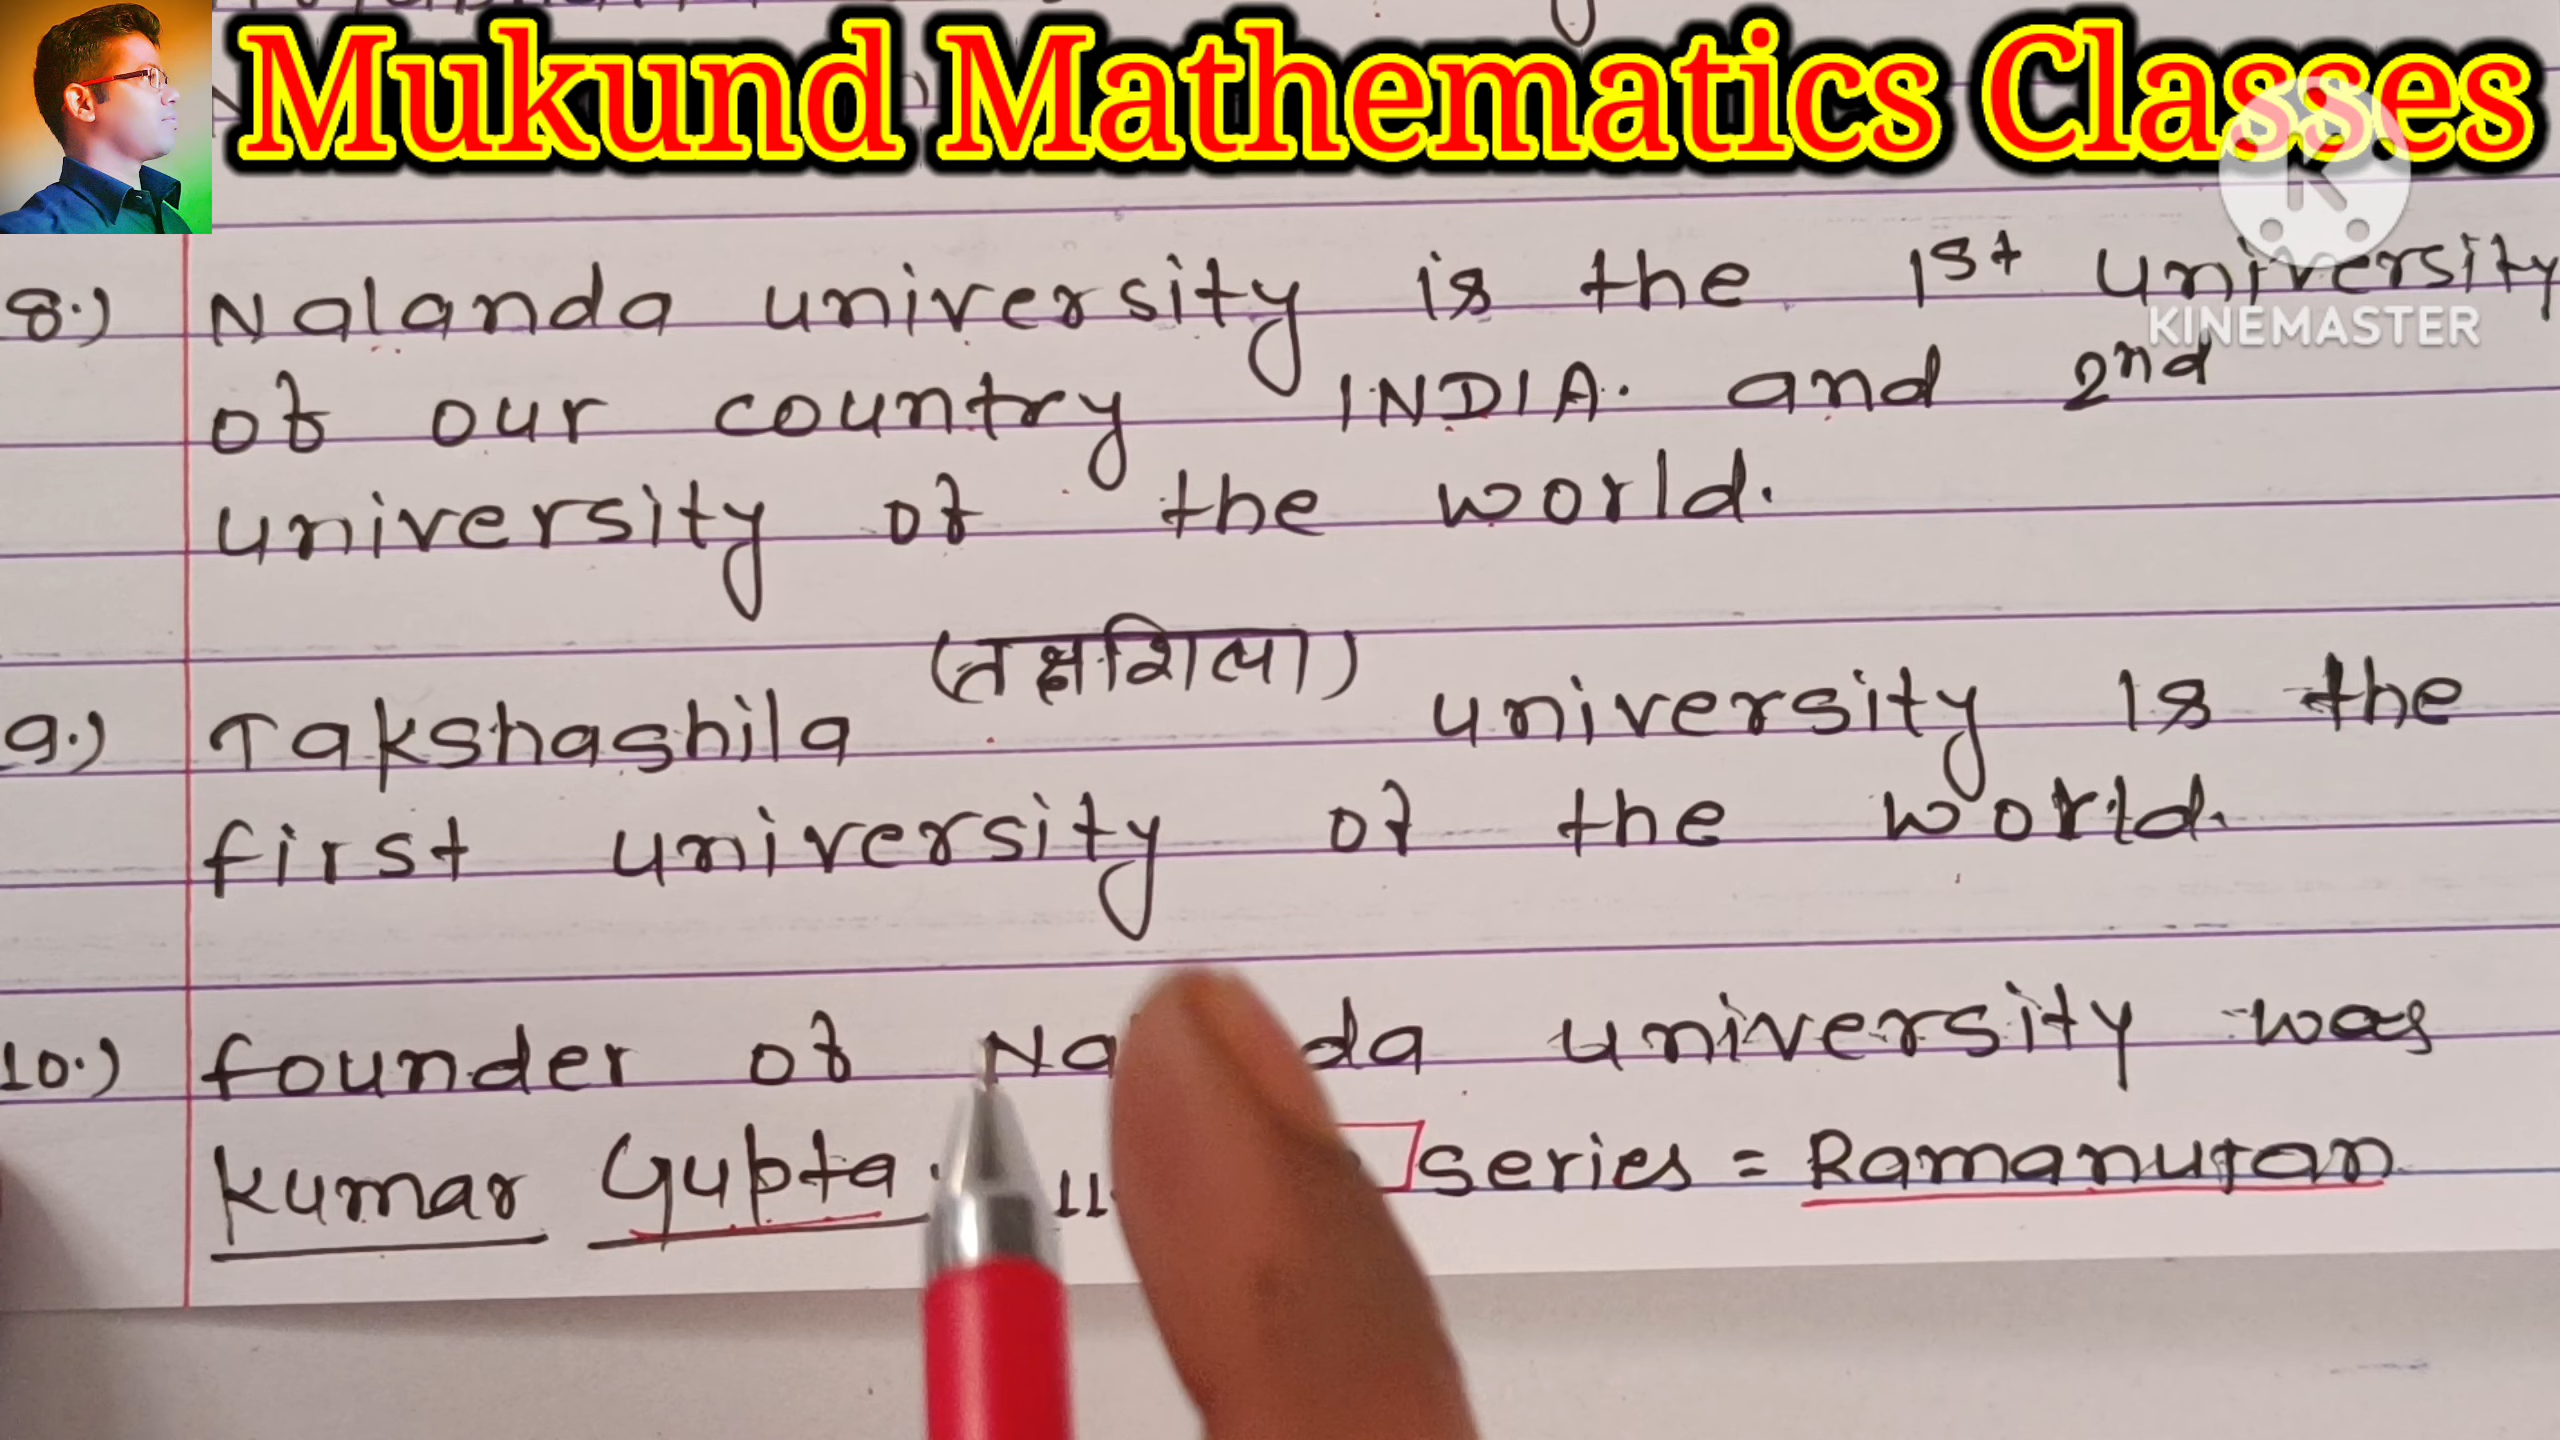 Mukund Mathematics Classes
KINEMASTER
8.) Nalanda university is the 1st university
of our country INDIA. and 2nd
university of the world.
(तक्षशिला)
9.) Takshashila university is the
first university of the world.
10.) founder of university was
Kumar Gupta. 11 series = Ramanujan